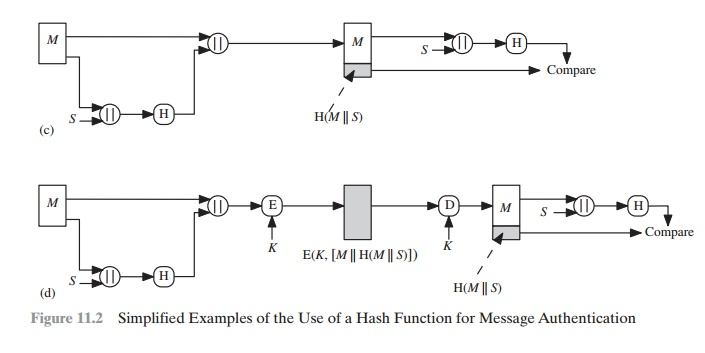 M
||
M
S
||
H
Compare
S
||
H
H(M || S)
(c)
M
||
E
D
M
S
||
H
K
K
Compare
E(K, [M || H(M || S)])
S
||
H
H(M || S)
(d)
Figure 11.2 Simplified Examples of the Use of a Hash Function for Message Authentication